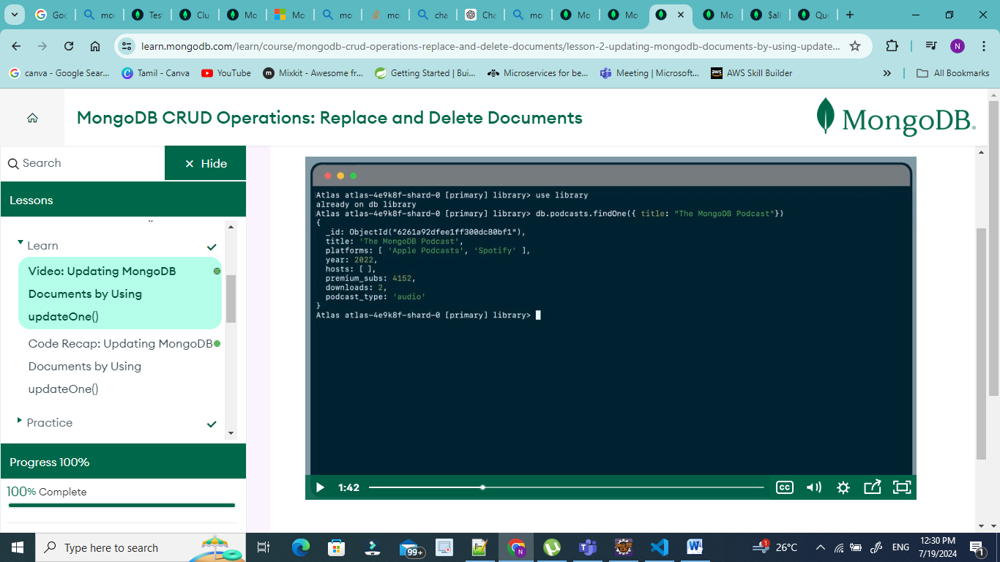 Goo
mor
Test
Clu
Mo
Mo
mo
mo
cha
Cha
mo
Mo
Mo
Mo
$all
Que
learn.mongodb.com/learn/course/mongodb-crud-operations-replace-and-delete-documents/lesson-2-updating-mongodb-documents-by-using-update...
N
canva - Google Sear...
Tamil - Canva
YouTube
Mixkit - Awesome fr...
Getting Started | Bui...
Microservices for be...
Meeting | Microsoft...
aws
AWS Skill Builder
»
All Bookmarks
MongoDB CRUD Operations: Replace and Delete Documents
MongoDB®
Search
× Hide
Lessons
Learn
Video: Updating MongoDB
Documents by Using
updateOne()
Code Recap: Updating MongoDB
Documents by Using
updateOne()
Practice
Progress 100%
100% Complete
Atlas atlas-4e9k8f-shard-0 [primary] library> use library
already on db library
Atlas atlas-4e9k8f-shard-0 [primary] library> db.podcasts.findOne({ title: "The MongoDB Podcast"})
{
_id: ObjectId("6261a92dfee1ff300dc80bf1"),
title: 'The MongoDB Podcast',
platforms: [ 'Apple Podcasts', 'Spotify' ],
year: 2022,
hosts: [ ],
premium_subs: 4152,
downloads: 2,
podcast_type: 'audio'
}
Atlas atlas-4e9k8f-shard-0 [primary] library>
1:42
CC
Type here to search
99+
N
W
1
26°C
ENG
12:30 PM
7/19/2024
1